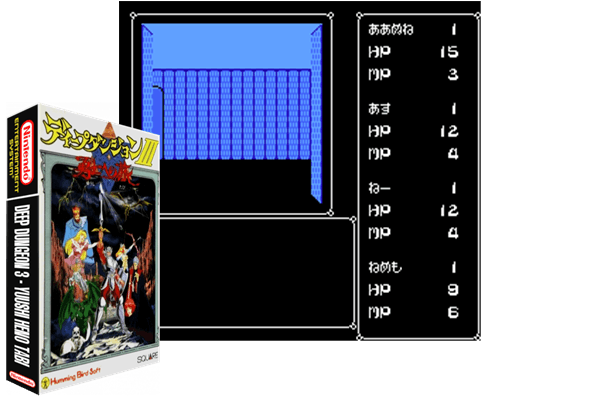 ああめね 1
HP 15
MP 3
あす 1
HP 12
MP 4
ねー 1
HP 12
MP 4
ねめも 1
HP 9
MP 6
Nintendo
ENTERTAINMENT
SYSTEM
DEEP DUNGEON 3 - YUUSHI HENO TABI
Nintendo
ディープダンジョンIII
勇士への旅
SQUARE
Humming Bird Soft